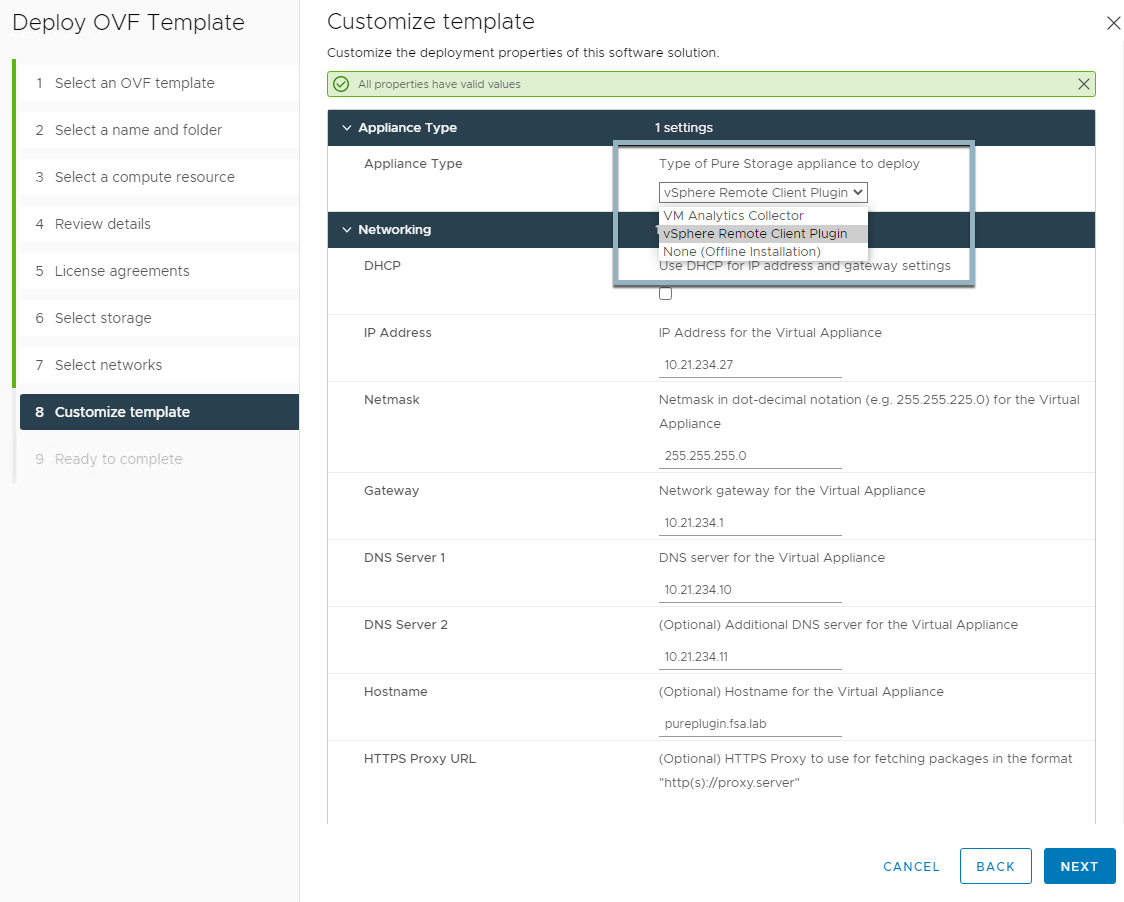 Deploy OVF Template
1 Select an OVF template
2 Select a name and folder
3 Select a compute resource
4 Review details
5 License agreements
6 Select storage
7 Select networks
8 Customize template
9 Ready to complete
Customize template
Customize the deployment properties of this software solution.
All properties have valid values
Appliance Type 1 settings
Appliance Type Type of Pure Storage appliance to deploy
vSphere Remote Client Plugin
VM Analytics Collector
vSphere Remote Client Plugin
None (Offline Installation)
Networking
DHCP Use DHCP for IP address and gateway settings
IP Address IP Address for the Virtual Appliance
10.21.234.27
Netmask Netmask in dot-decimal notation (e.g. 255.255.225.0) for the Virtual
Appliance
255.255.255.0
Gateway Network gateway for the Virtual Appliance
10.21.234.1
DNS Server 1 DNS server for the Virtual Appliance
10.21.234.10
DNS Server 2 (Optional) Additional DNS server for the Virtual Appliance
10.21.234.11
Hostname (Optional) Hostname for the Virtual Appliance
pureplugin.fsa.lab
HTTPS Proxy URL (Optional) HTTPS Proxy to use for fetching packages in the format
"http(s)://proxy.server"
CANCEL BACK NEXT